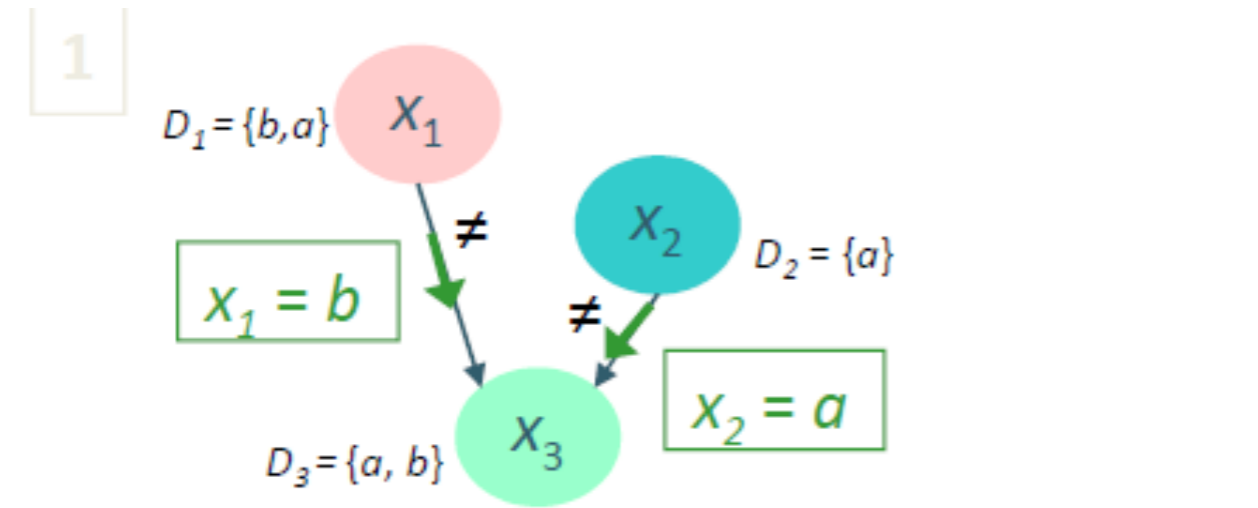 1
D₁ = {b,a}
x₁
≠
x₂
D₂ = {a}
x₁ = b
≠
x₂ = a
x₃
D₃ = {a, b}